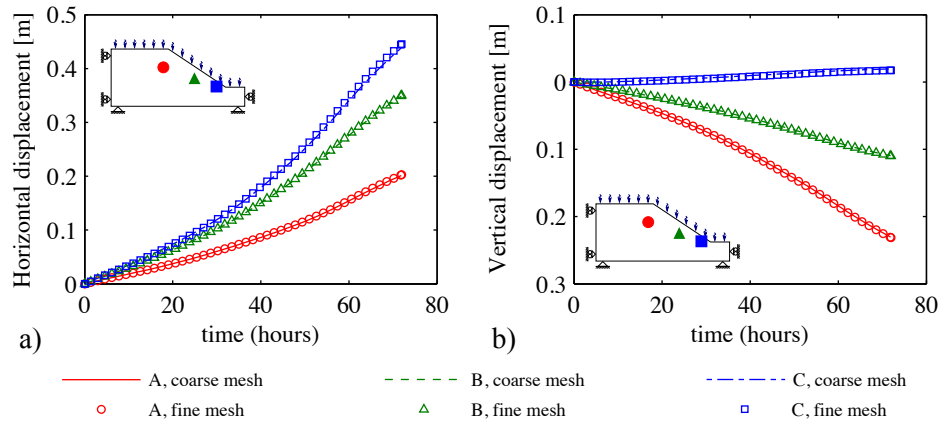 Horizontal displacement [m]
0.5
0.4
0.3
0.2
0.1
0
0 20 40 60 80
time (hours)
a)
Vertical displacement [m]
0.1
0
0.1
0.2
0.3
0 20 40 60 80
time (hours)
b)
A, coarse mesh B, coarse mesh C, coarse mesh
A, fine mesh B, fine mesh C, fine mesh